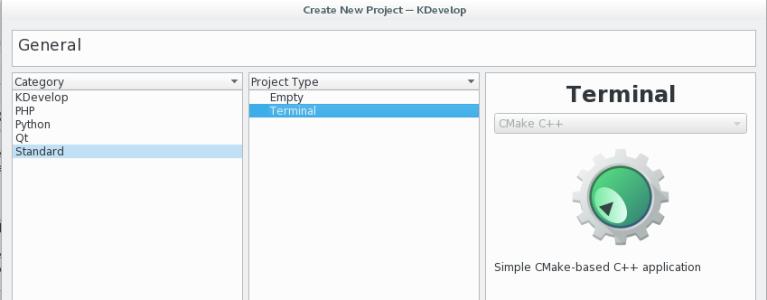 Create New Project — KDevelop
General
Category
KDevelop
PHP
Python
Qt
Standard
Project Type
Empty
Terminal
Terminal
CMake C++
Simple CMake-based C++ application